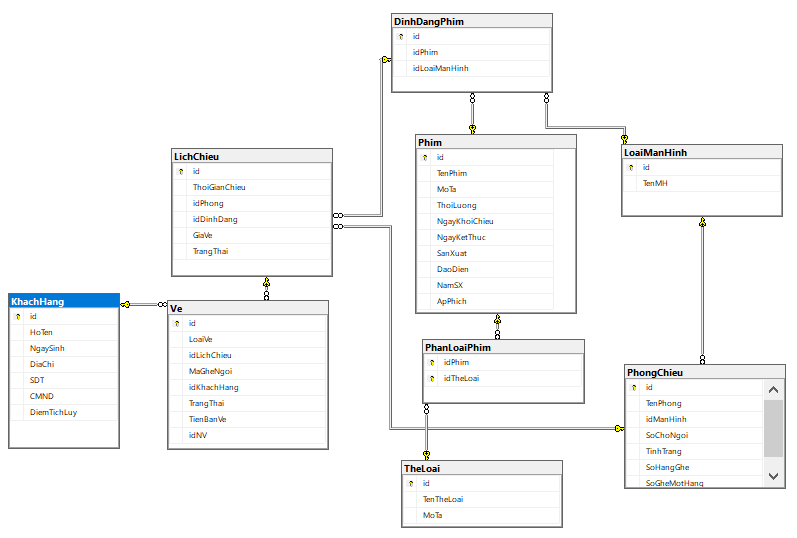 DinhDangPhim
id
idPhim
idLoaiManHinh
LichChieu
id
ThoiGianChieu
idPhong
idDinhDang
GiaVe
TrangThai
Phim
id
TenPhim
MoTa
ThoiLuong
NgayKhoiChieu
NgayKetThuc
SanXuat
DaoDien
NamSX
ApPhich
LoaiManHinh
id
TenMH
KhachHang
id
HoTen
NgaySinh
DiaChi
SDT
CMND
DiemTichLuy
Ve
id
LoaiVe
idLichChieu
MaGheNgoi
idKhachHang
TrangThai
TienBanVe
idNV
PhanLoaiPhim
idPhim
idTheLoai
PhongChieu
id
TenPhong
idManHinh
SoChoNgoi
TinhTrang
SoHangGhe
SoGheMotHang
TheLoai
id
TenTheLoai
MoTa